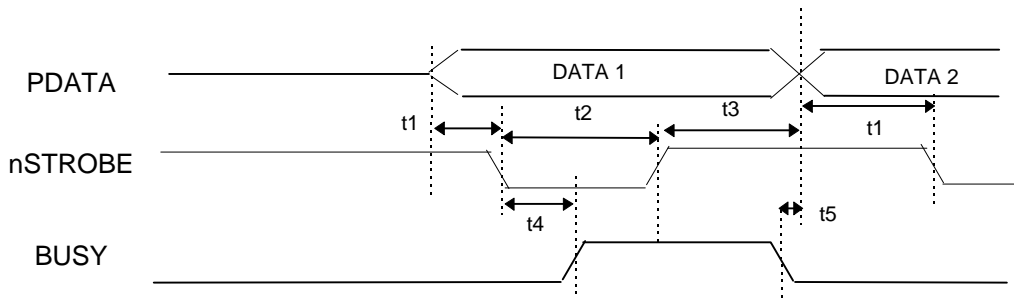 PDATA
DATA 1
DATA 2
t1
t2
t3
t1
nSTROBE
t4
t5
BUSY